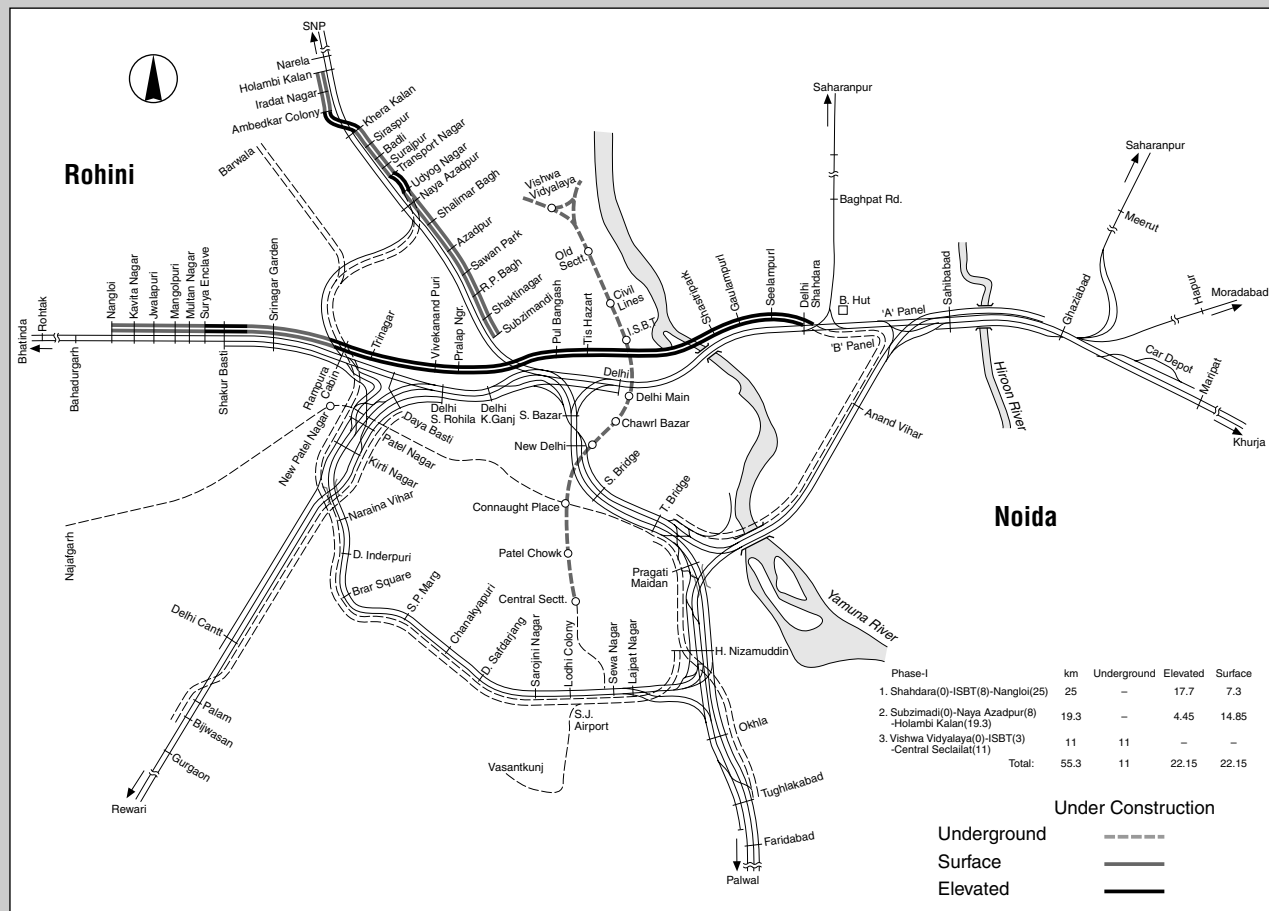 SNP
Narela
Holambi Kalan
Iradat Nagar
Ambedkar Colony
Khera Kalan
Siraspur
Badli
Surajpur
Transport Nagar
Udyog Nagar
Naya Azadpur
Shalimar Bagh
Azadpur
Sawan Park
R.P. Bagh
Shaktinagar
Subzimandi
Barwala
Rohini
Vishwa
Vidyalaya
Old
Sectt.
Civil
Lines
I.S.B.T.
Saharanpur
Baghpat Rd.
Saharanpur
Meerut
Hapur
Moradabad
Nangloi
Kavita Nagar
Jwalapuri
Mangolpuri
Multan Nagar
Surya Enclave
Srinagar Garden
Bhatinda
Rohtak
Bahadurgarh
Shakur Basti
Rampura
Cabin
Trinagar
Vivekanand Puri
Pralap Ngr.
Pul Bangash
Tis Hazart
Shastripark
Gaulampurl
Seelampurl
Delhi
Shahdara
B. Hut
'A' Panel
'B' Panel
Sahibabad
Ghaziabad
Car Depot
Maripat
Khurja
Hiroon River
Anand Vihar
Delhi
Delhi Main
Chawrl Bazar
S. Bazar
New Delhi
S. Bridge
T. Bridge
Delhi
S. Rohila
Delhi
K.Ganj
Daya Basti
Patel Nagar
Kirti Nagar
New Patel Nagar
Naraina Vihar
D. Inderpuri
Brar Square
S.P. Marg
Chanakyapuri
D. Safdarjang
Sarojini Nagar
Lodhi Colony
Sewa Nagar
Lajpat Nagar
Connaught Place
Patel Chowk
Central Sectt.
Pragati
Maidan
H. Nizamuddin
Noida
Yamuna River
Najafgarh
Delhi Cantt
Palam
Bijwasan
Gurgaon
Rewari
S.J.
Airport
Vasantkunj
Okhla
Tughlakabad
Faridabad
Palwal
Phase-I km Underground Elevated Surface
1. Shahdara(0)-ISBT(8)-Nangloi(25) 25 – 17.7 7.3
2. Subzimadi(0)-Naya Azadpur(8)
-Holambi Kalan(19.3) 19.3 – 4.45 14.85
3. Vishwa Vidyalaya(0)-ISBT(3)
-Central Seclailat(11) 11 11 – –
Total: 55.3 11 22.15 22.15
Under Construction
Underground
Surface
Elevated